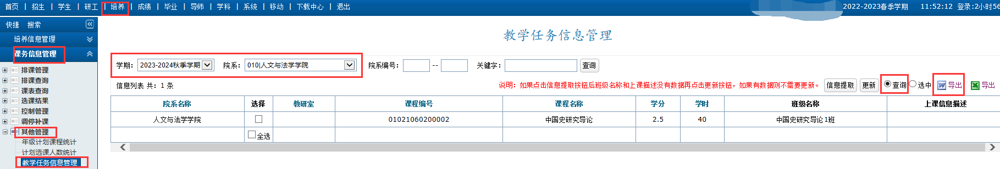 首页 | 招生 | 学生 | 研工 | 培养 | 成绩 | 毕业 | 导师 | 学科 | 系统 | 移动 | 下载中心 | 退出
2022-2023春季学期 11:52:12 登录:2小时56
快捷 搜索
培养信息管理
课务信息管理
排课管理
排课查询
课表查询
选课结果
控制管理
调停补课
其他管理
年级计划课程统计
计划选课人数统计
教学任务信息管理
教学任务信息管理
学期: 2023-2024秋季学期 院系: 010|人文与法学学院 院系编号: -- 关键字: 查询
信息列表 共: 1 条 说明:如果点击信息提取按钮后班级名称和上课描述没有数据再点击更新按钮,如果有数据则不需要更新。 信息提取 更新 查询 选中 导出 导出
院系名称 选择 教研室 课程编号 课程名称 学分 学时 班级名称 上课信息描述
人文与法学学院 01021060200002 中国史研究导论 2.5 40 中国史研究导论1班
全选